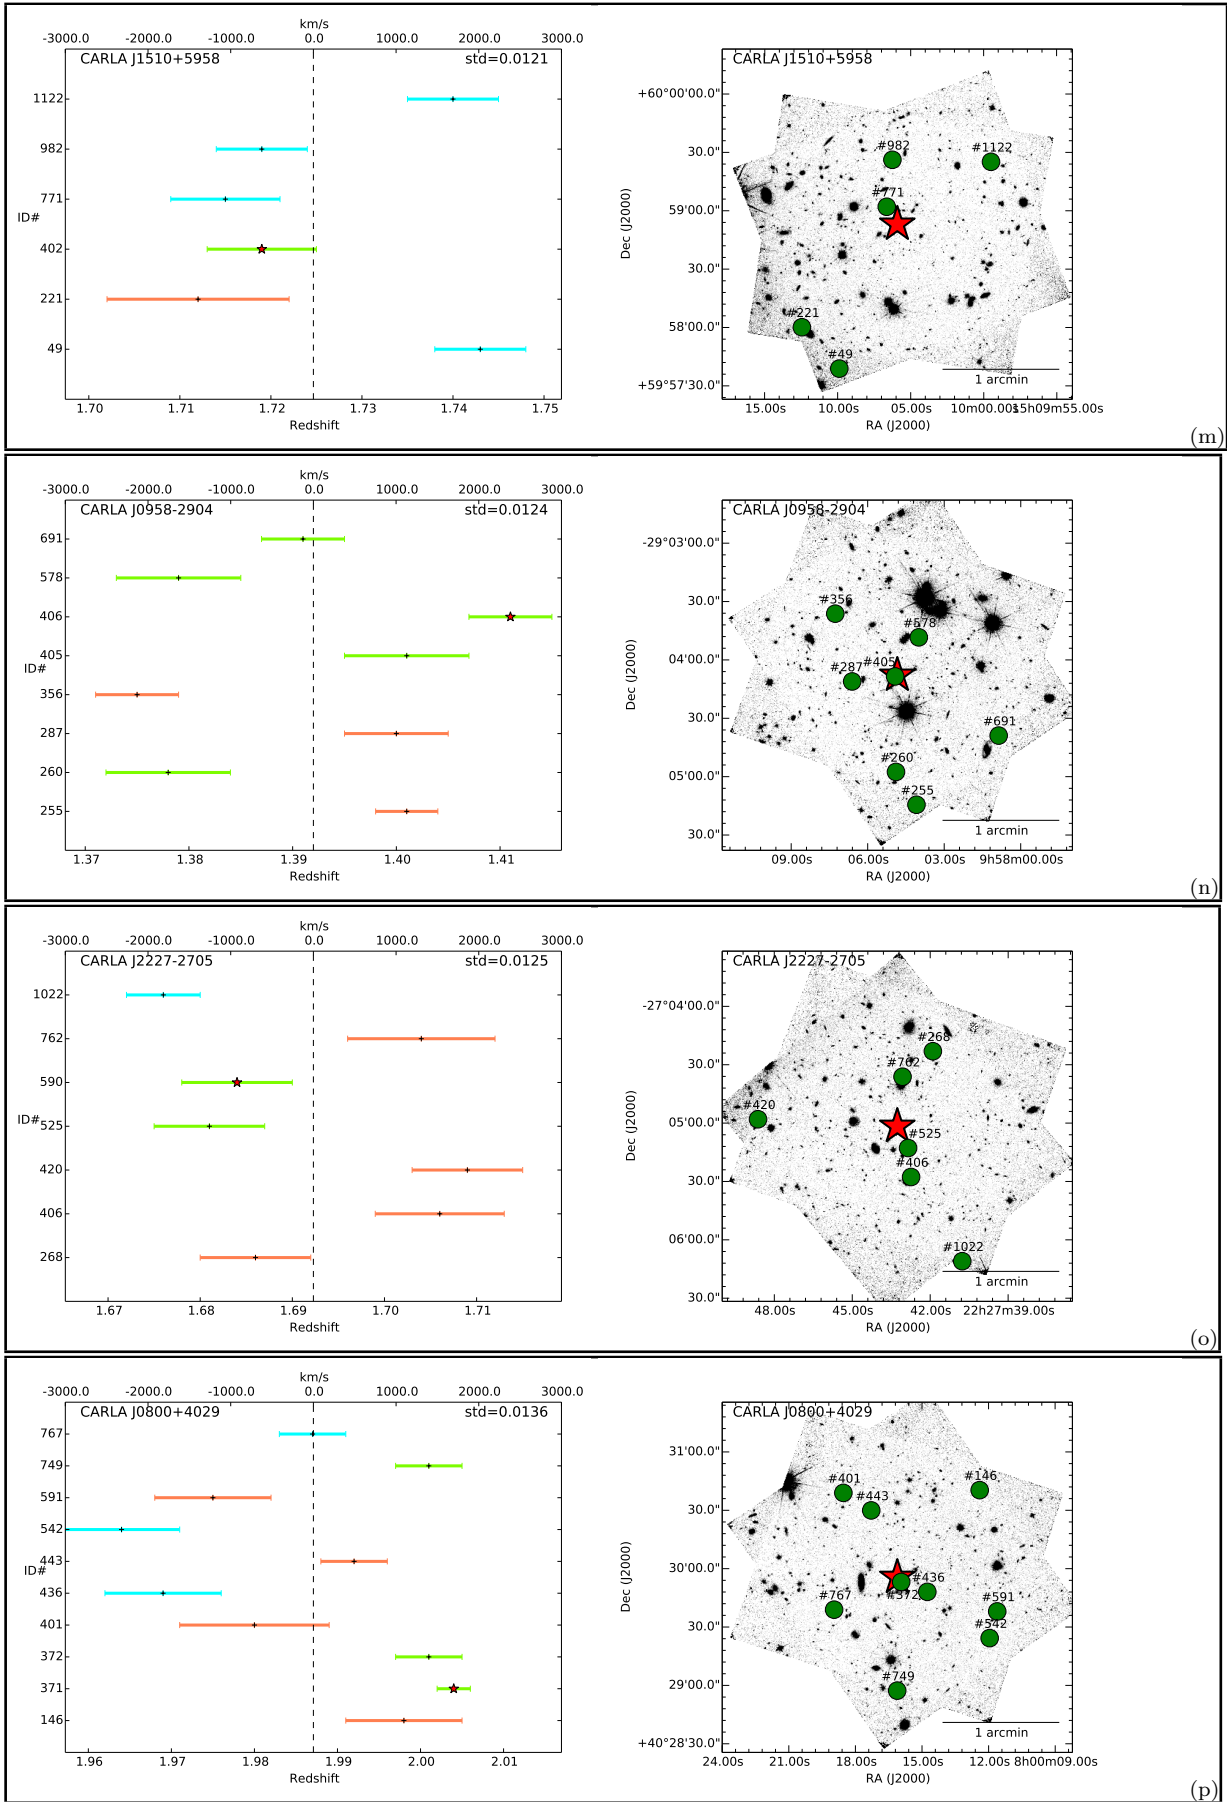 km/s
-3000.0 -2000.0 -1000.0 0.0 1000.0 2000.0 3000.0
CARLA J1510+5958 std=0.0121
1122
982
771
ID#
402
221
49
1.70 1.71 1.72 1.73 1.74 1.75
Redshift
CARLA J1510+5958
+60°00'00.0"
30.0"
59'00.0"
30.0"
58'00.0"
+59°57'30.0"
Dec (J2000)
#982
#1122
#771
#221
#49
1 arcmin
15.00s 10.00s 05.00s 10m00.00s 15h09m55.00s
RA (J2000)
(m)
km/s
-3000.0 -2000.0 -1000.0 0.0 1000.0 2000.0 3000.0
CARLA J0958-2904 std=0.0124
691
578
406
405
ID#
356
287
260
255
1.37 1.38 1.39 1.40 1.41
Redshift
CARLA J0958-2904
-29°03'00.0"
30.0"
04'00.0"
30.0"
05'00.0"
30.0"
Dec (J2000)
#356
#578
#287
#405
#691
#260
#255
1 arcmin
09.00s 06.00s 03.00s 9h58m00.00s
RA (J2000)
(n)
km/s
-3000.0 -2000.0 -1000.0 0.0 1000.0 2000.0 3000.0
CARLA J2227-2705 std=0.0125
1022
762
590
ID#
525
420
406
268
1.67 1.68 1.69 1.70 1.71
Redshift
CARLA J2227-2705
-27°04'00.0"
30.0"
05'00.0"
30.0"
06'00.0"
30.0"
Dec (J2000)
#268
#762
#420
#525
#406
#1022
1 arcmin
48.00s 45.00s 42.00s 22h27m39.00s
RA (J2000)
(o)
km/s
-3000.0 -2000.0 -1000.0 0.0 1000.0 2000.0 3000.0
CARLA J0800+4029 std=0.0136
767
749
591
542
443
ID#
436
401
372
371
146
1.96 1.97 1.98 1.99 2.00 2.01
Redshift
CARLA J0800+4029
31'00.0"
30.0"
30'00.0"
30.0"
29'00.0"
+40°28'30.0"
Dec (J2000)
#401
#146
#443
#436
#372
#767
#591
#542
#749
1 arcmin
24.00s 21.00s 18.00s 15.00s 12.00s 8h00m09.00s
RA (J2000)
(p)